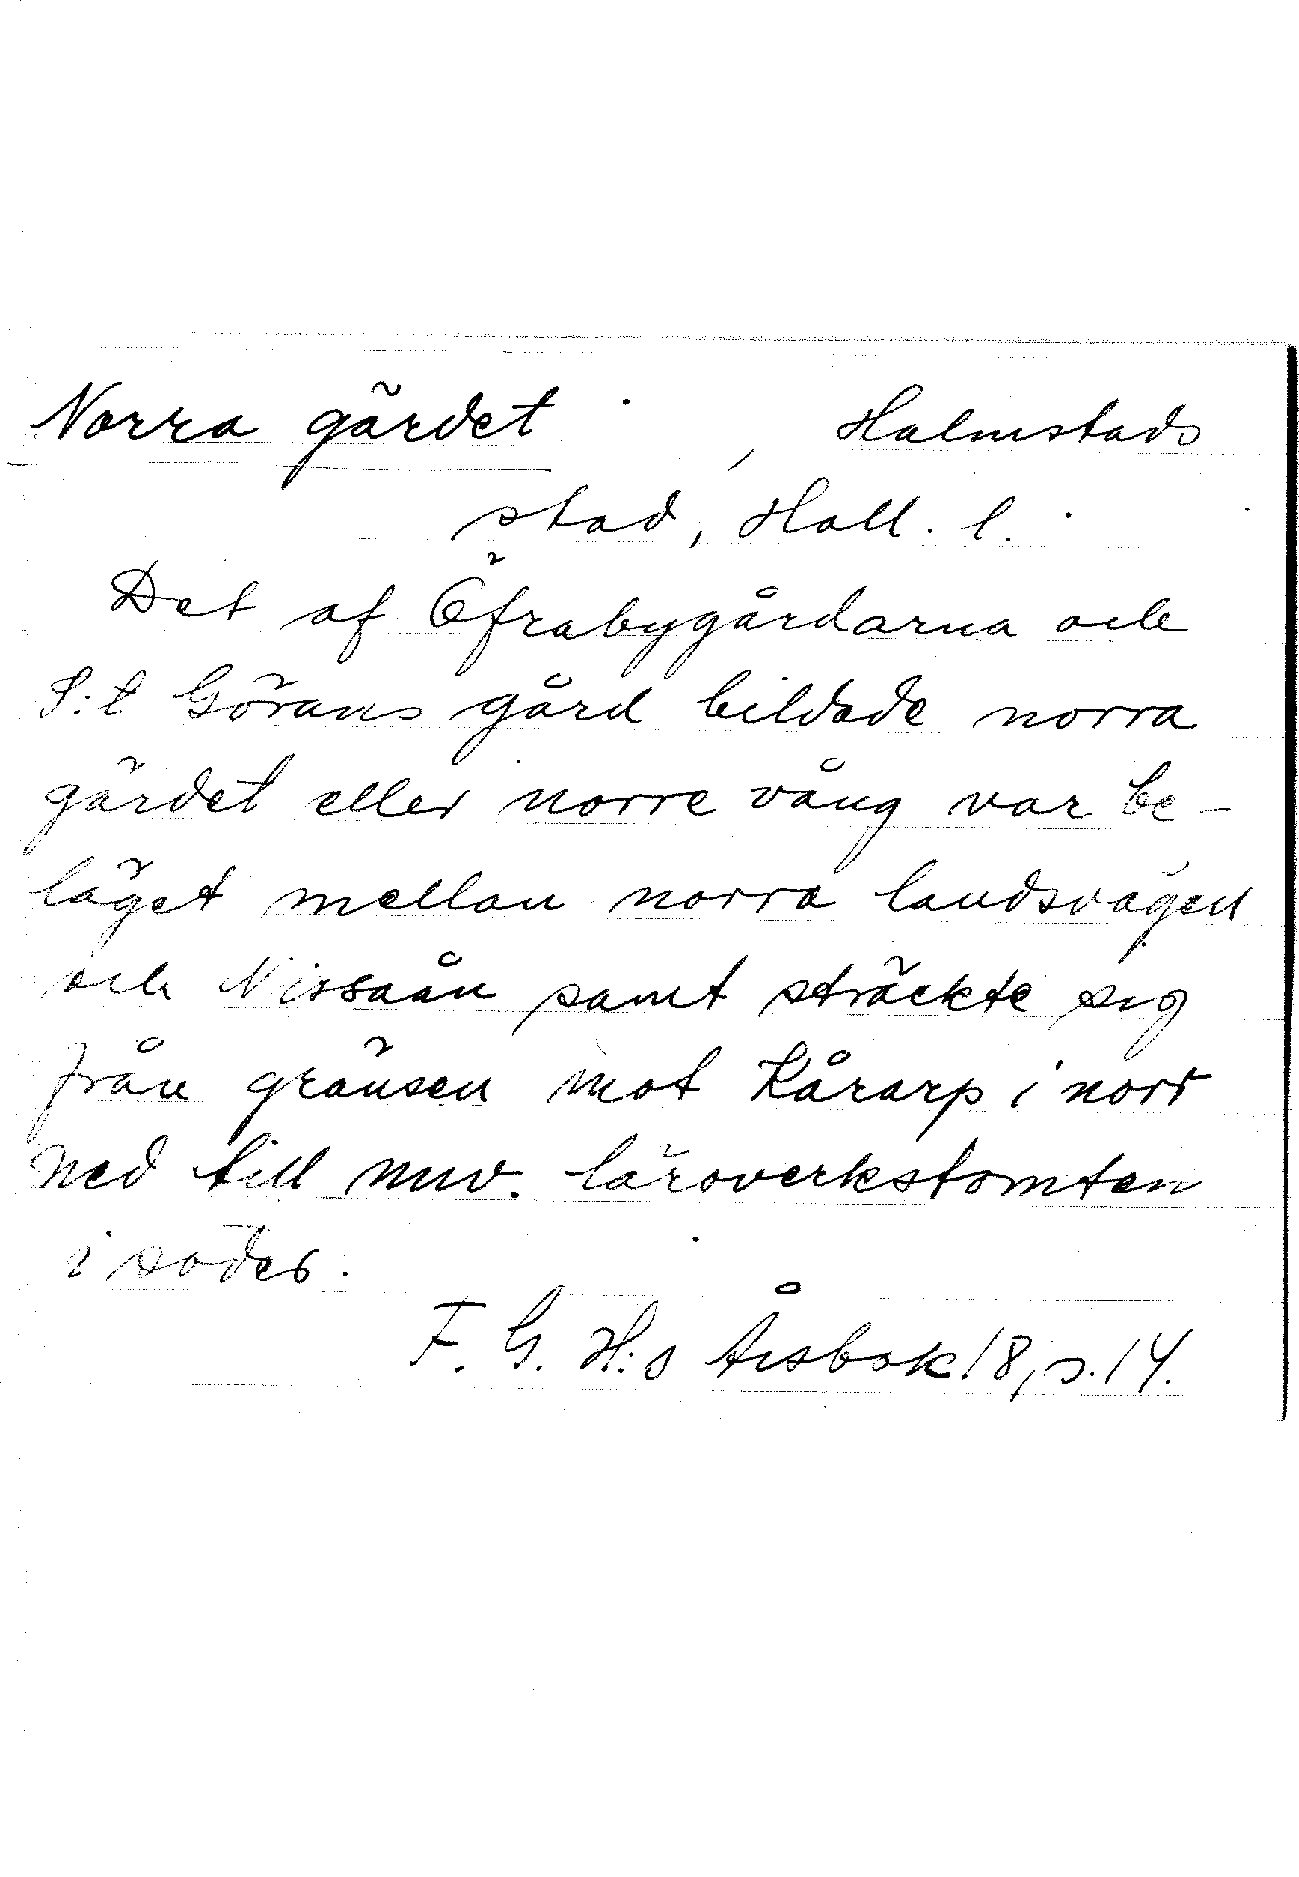 Norra gärdet, Halmstads
stad, Hall. l.
Det af Öfrabygårdarna och
S:t Görans gård bildade norra
gärdet eller norre vång var be-
läget mellan norra landsvägen
och Nissaån samt sträckte sig
från gränsen mot Kårarp i norr
ned till nuv. läroverkstomten
i söder.
F. G. H:s Årsbok 18, s. 14.